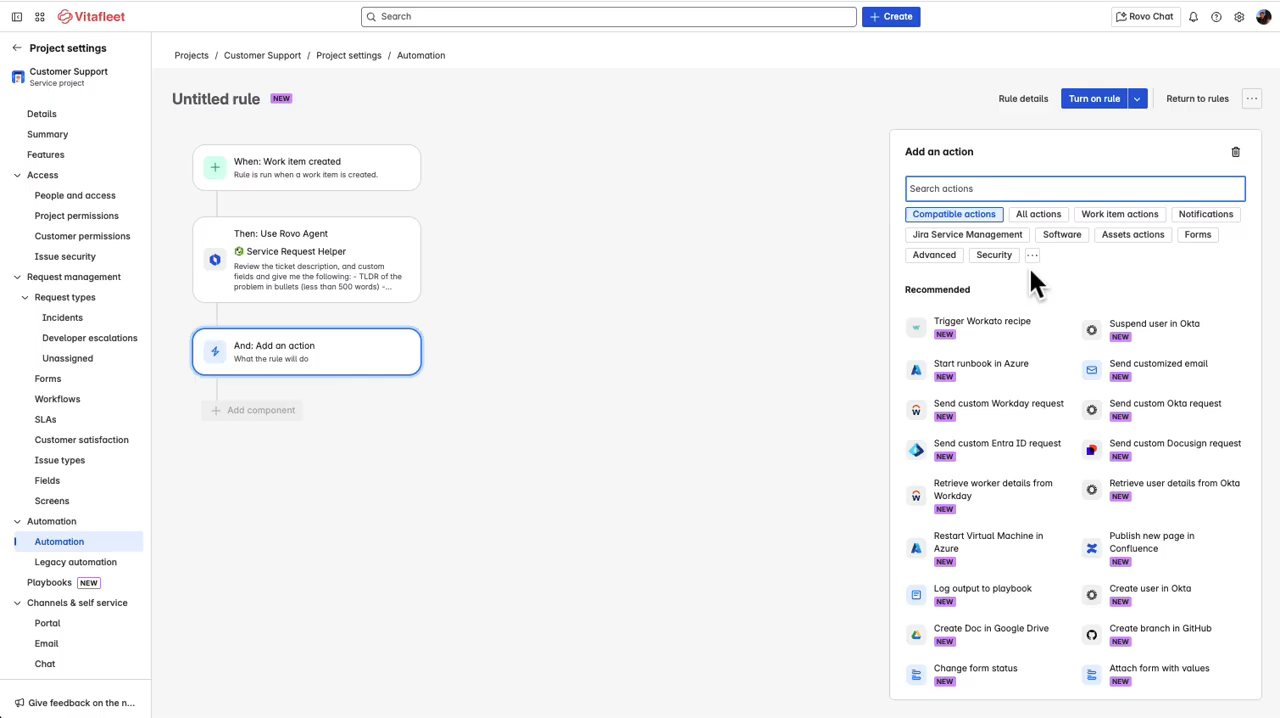 Vitafleet
Search
Create
Rovo Chat
Project settings
Customer Support
Service project
Details
Summary
Features
Access
People and access
Project permissions
Customer permissions
Issue security
Request management
Request types
Incidents
Developer escalations
Unassigned
Forms
Workflows
SLAs
Customer satisfaction
Issue types
Fields
Screens
Automation
Automation
Legacy automation
Playbooks NEW
Channels & self service
Portal
Email
Chat
Give feedback on the n...
Projects / Customer Support / Project settings / Automation
Untitled rule NEW
Rule details
Turn on rule
Return to rules
When: Work item created
Rule is run when a work item is created.
Then: Use Rovo Agent
Service Request Helper
Review the ticket description, and custom
fields and give me the following: - TLDR of the
problem in bullets (less than 500 words) -...
And: Add an action
What the rule will do
Add component
Add an action
Search actions
Compatible actions All actions Work item actions Notifications
Jira Service Management Software Assets actions Forms
Advanced Security ...
Recommended
Trigger Workato recipe
NEW
Suspend user in Okta
NEW
Start runbook in Azure
NEW
Send customized email
NEW
Send custom Workday request
NEW
Send custom Okta request
NEW
Send custom Entra ID request
NEW
Send custom Docusign request
NEW
Retrieve worker details from
Workday
NEW
Retrieve user details from Okta
NEW
Restart Virtual Machine in
Azure
NEW
Publish new page in
Confluence
NEW
Log output to playbook
NEW
Create user in Okta
NEW
Create Doc in Google Drive
NEW
Create branch in GitHub
NEW
Change form status
NEW
Attach form with values
NEW